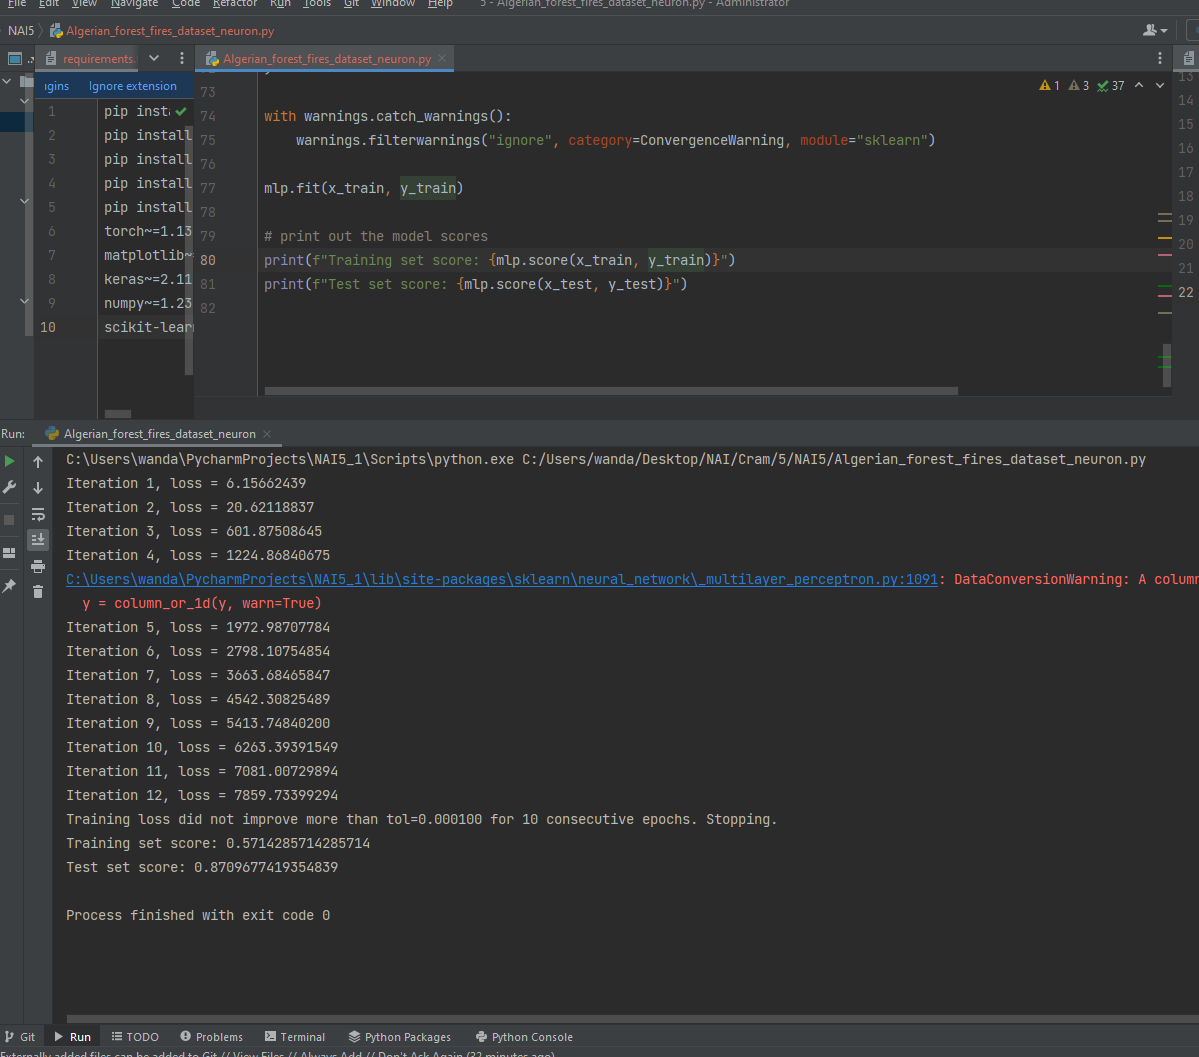 File Edit View Navigate Code Refactor Run Tools Git Window Help 5 - Algerian_forest_fires_dataset_neuron.py - Administrator
NAI5 Algerian_forest_fires_dataset_neuron.py
requirements. Algerian_forest_fires_dataset_neuron.py
Ignore extension
1 pip inst
2 pip install
3 pip install
4 pip install
5 pip install
6 torch~=1.13
7 matplotlib~
8 keras~=2.11
9 numpy~=1.23
10 scikit-lear
1 3 37
73
74 with warnings.catch_warnings():
75 warnings.filterwarnings("ignore", category=ConvergenceWarning, module="sklearn")
76
77 mlp.fit(x_train, y_train)
78
79 # print out the model scores
80 print(f"Training set score: {mlp.score(x_train, y_train)}")
81 print(f"Test set score: {mlp.score(x_test, y_test)}")
82
13
14
15
16
17
18
19
20
21
22
Run: Algerian_forest_fires_dataset_neuron
C:\Users\wanda\PycharmProjects\NAI5_1\Scripts\python.exe C:/Users/wanda/Desktop/NAI/Cram/5/NAI5/Algerian_forest_fires_dataset_neuron.py
Iteration 1, loss = 6.15662439
Iteration 2, loss = 20.62118837
Iteration 3, loss = 601.87508645
Iteration 4, loss = 1224.86840675
C:\Users\wanda\PycharmProjects\NAI5_1\lib\site-packages\sklearn\neural_network\_multilayer_perceptron.py:1091: DataConversionWarning: A colum
y = column_or_1d(y, warn=True)
Iteration 5, loss = 1972.98707784
Iteration 6, loss = 2798.10754854
Iteration 7, loss = 3663.68465847
Iteration 8, loss = 4542.30825489
Iteration 9, loss = 5413.74840200
Iteration 10, loss = 6263.39391549
Iteration 11, loss = 7081.00729894
Iteration 12, loss = 7859.73399294
Training loss did not improve more than tol=0.000100 for 10 consecutive epochs. Stopping.
Training set score: 0.5714285714285714
Test set score: 0.8709677419354839
Process finished with exit code 0
Git Run TODO Problems Terminal Python Packages Python Console
Externally added files can be added to Git // View Files // Always Add // Don't Ask Again (32 minutes ago)